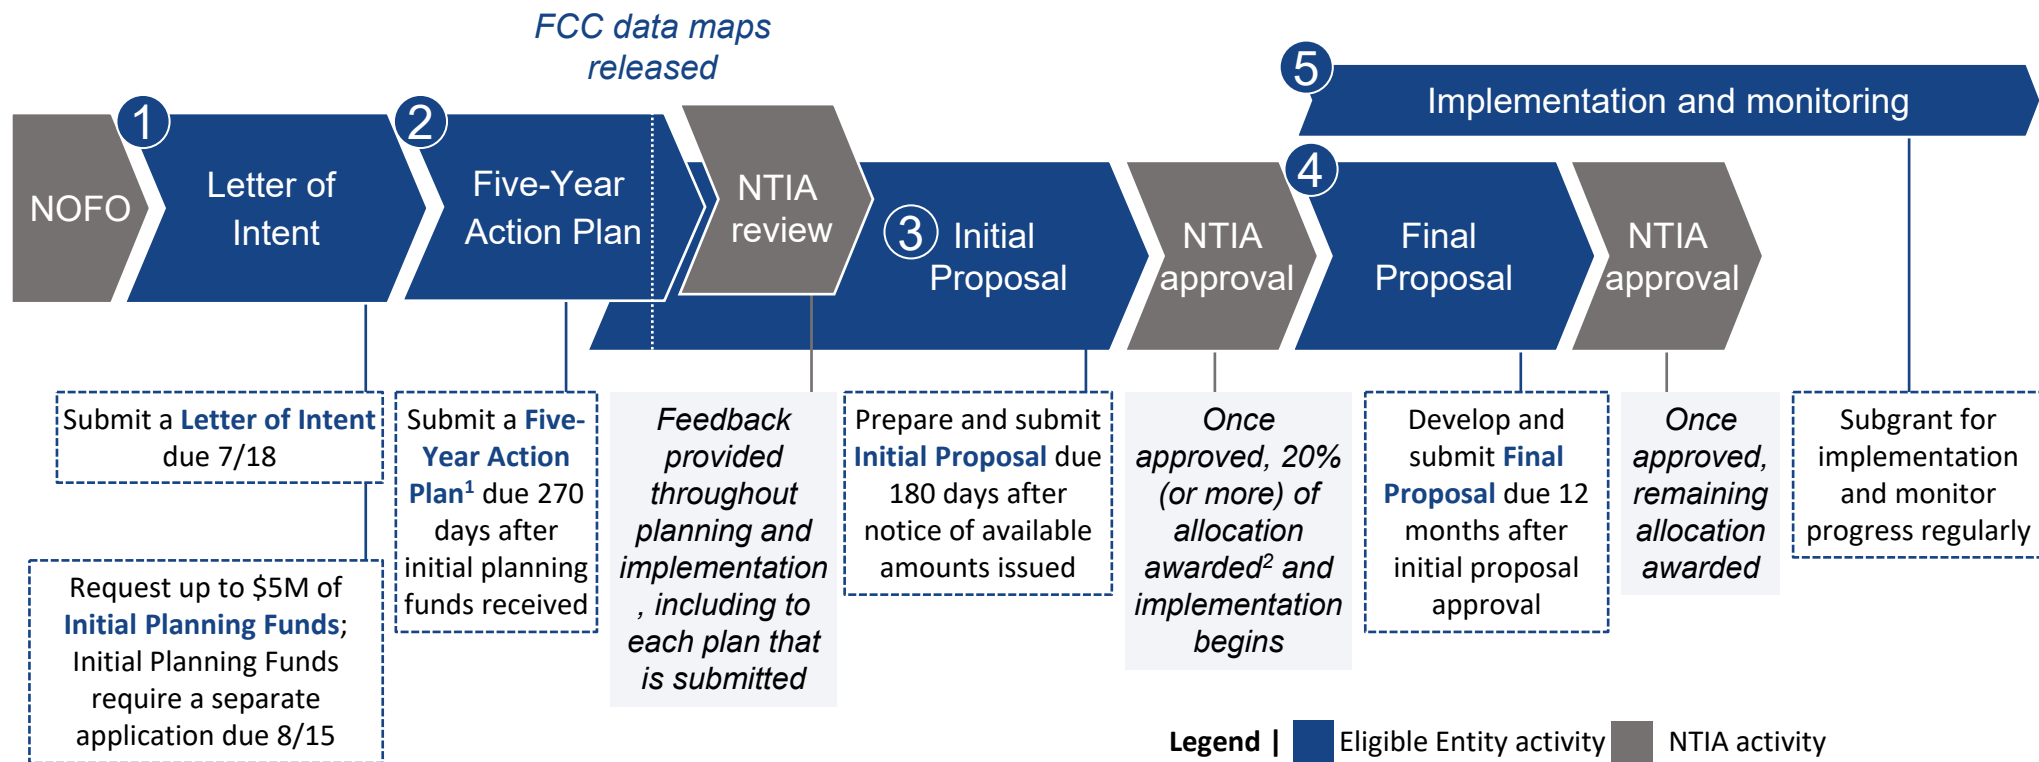 FCC data maps
released
NOFO
1
Letter of
Intent
2
Five-Year
Action Plan
NTIA
review
3 Initial
Proposal
NTIA
approval
4
Final
Proposal
NTIA
approval
5
Implementation and monitoring
Submit a Letter of Intent
due 7/18
Request up to $5M of
Initial Planning Funds;
Initial Planning Funds
require a separate
application due 8/15
Submit a Five-
Year Action
Plan¹ due 270
days after
initial planning
funds received
Feedback
provided
throughout
planning and
implementation
, including to
each plan that
is submitted
Prepare and submit
Initial Proposal due
180 days after
notice of available
amounts issued
Once
approved, 20%
(or more) of
allocation
awarded² and
implementation
begins
Develop and
submit Final
Proposal due 12
months after
initial proposal
approval
Once
approved,
remaining
allocation
awarded
Subgrant for
implementation
and monitor
progress regularly
Legend | Eligible Entity activity NTIA activity